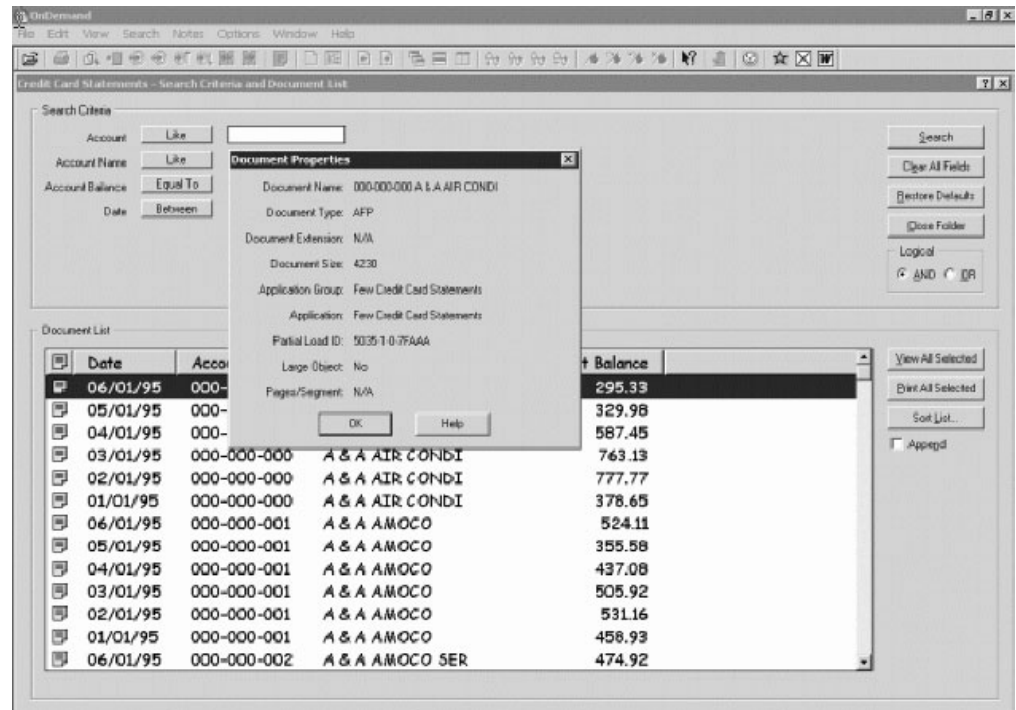 OnDemand
File Edit View Search Notes Options Window Help
Credit Card Statements - Search Criteria and Document List
Search Criteria
Account Like
Account Name Like
Account Balance Equal To
Date Between
Search
Clear All Fields
Restore Defaults
Close Folder
Logical
AND OR
Document Properties
Document Name: 000-000-000 A & A AIR CONDI
Document Type: AFP
Document Extension: N/A
Document Size: 4230
Application Group: Few Credit Card Statements
Application: Few Credit Card Statements
Partial Load ID: 5035-1-0-7FAAA
Large Object: No
Pages/Segment: N/A
OK Help
Document List
Date Accou t Balance
06/01/95 000- 295.33
05/01/95 000- 329.98
04/01/95 000- 587.45
03/01/95 000-000-000 A & A AIR CONDI 763.13
02/01/95 000-000-000 A & A AIR CONDI 777.77
01/01/95 000-000-000 A & A AIR CONDI 378.65
06/01/95 000-000-001 A & A AMOCO 524.11
05/01/95 000-000-001 A & A AMOCO 355.58
04/01/95 000-000-001 A & A AMOCO 437.08
03/01/95 000-000-001 A & A AMOCO 505.92
02/01/95 000-000-001 A & A AMOCO 531.16
01/01/95 000-000-001 A & A AMOCO 458.93
06/01/95 000-000-002 A & A AMOCO SER 474.92
View All Selected
Print All Selected
Sort List...
Append